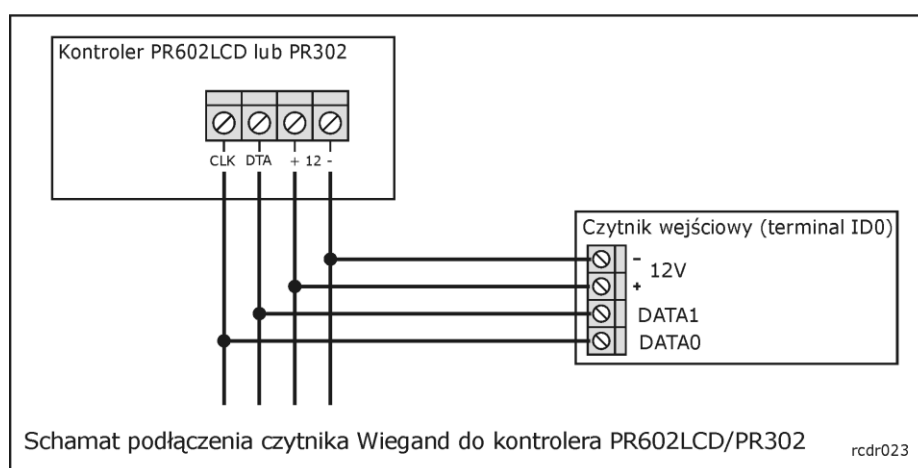 Kontroler PR602LCD lub PR302
CLK DTA + 12 -
Czytnik wejściowy (terminal ID0)
-
12V
+
DATA1
DATA0
Schamat podłączenia czytnika Wiegand do kontrolera PR602LCD/PR302
rcdr023